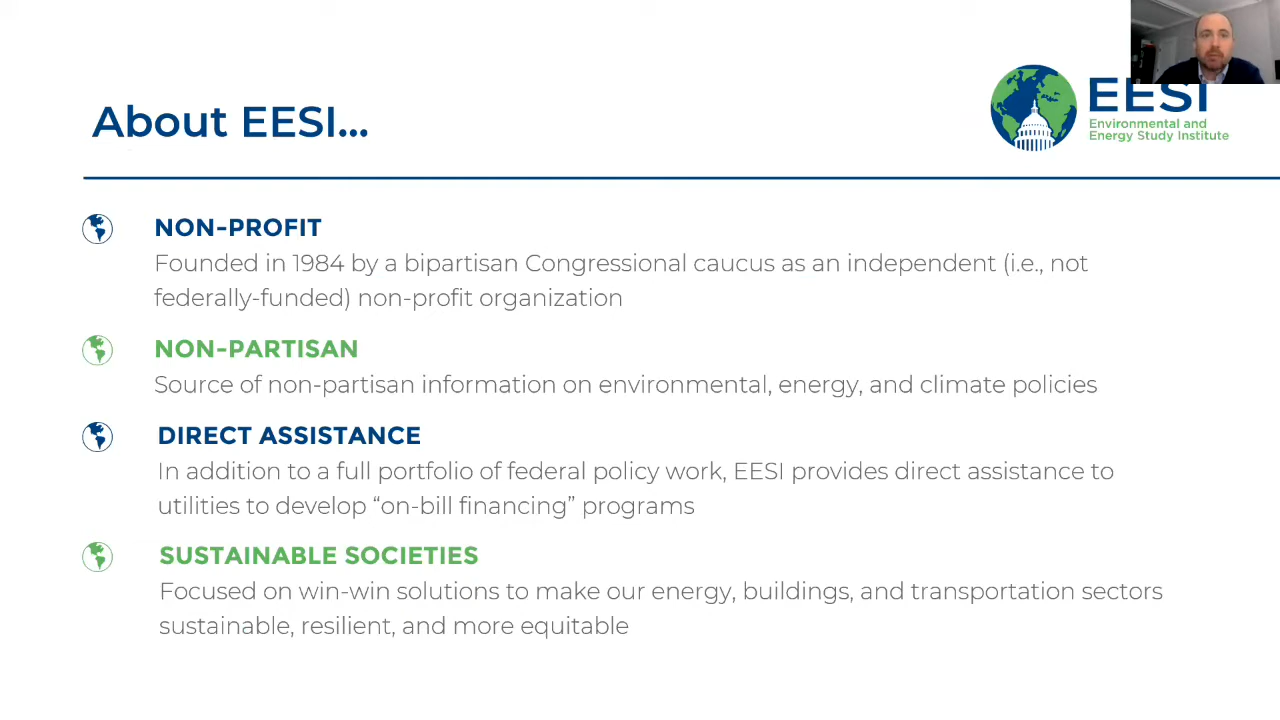 About EESI...
EESI
Environmental and
Energy Study Institute
NON-PROFIT
Founded in 1984 by a bipartisan Congressional caucus as an independent (i.e., not
federally-funded) non-profit organization
NON-PARTISAN
Source of non-partisan information on environmental, energy, and climate policies
DIRECT ASSISTANCE
In addition to a full portfolio of federal policy work, EESI provides direct assistance to
utilities to develop “on-bill financing” programs
SUSTAINABLE SOCIETIES
Focused on win-win solutions to make our energy, buildings, and transportation sectors
sustainable, resilient, and more equitable